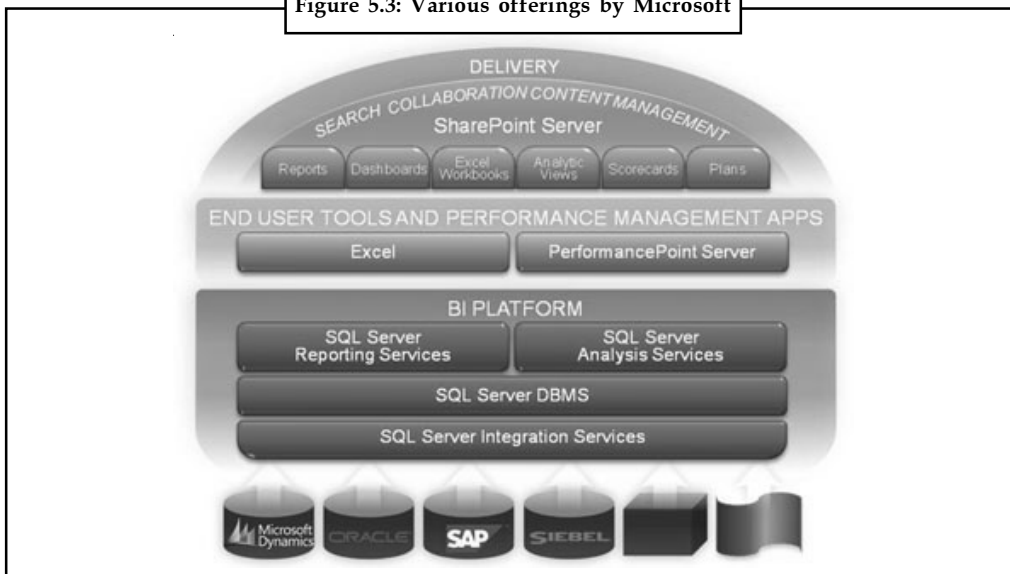 Figure 5.3: Various offerings by Microsoft
DELIVERY
SEARCH COLLABORATION CONTENT MANAGEMENT
SharePoint Server
Reports
Dashboards
Excel
Workbooks
Analytic
Views
Scorecards
Plans
END USER TOOLS AND PERFORMANCE MANAGEMENT APPS
Excel
PerformancePoint Server
BI PLATFORM
SQL Server
Reporting Services
SQL Server
Analysis Services
SQL Server DBMS
SQL Server Integration Services
Microsoft
Dynamics
ORACLE
SAP
SIEBEL